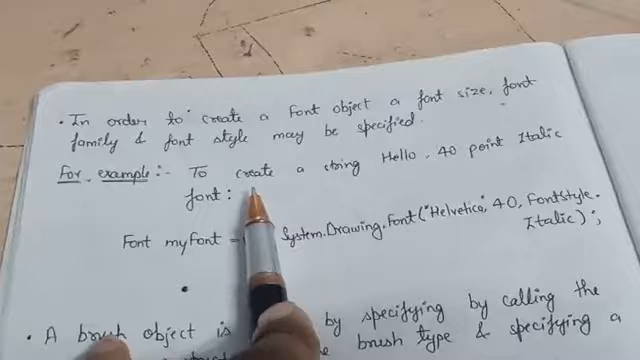 • In order to create a Font object a font size, font
family & font style may be specified.
For example :- To create a string Hello, 40 point Italic
font :
Font myFont = System.Drawing.Font("Helvetica", 40, FontStyle.
Italic);
• A brush object is by specifying by calling the
brush type & specifying a